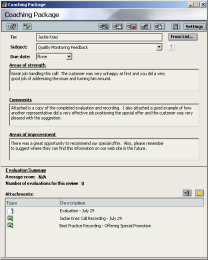 Coaching Package
Coaching Package
Settings
To: Jackie Knez
From List...
Subject: Quality Monitoring Feedback
Due date: None
Areas of strength
Great job handling this call! The customer was very unhappy at first and you did a very
good job of addressing the issue and turning him around.
Comments
Attached is a copy of the completed evaluation and recording. I also attached a good example of how
another representative did a very effective job positioning the special offer and the customer was very
pleased with the suggestion.
Areas of improvement
There was a great opportunity to recommend our special offer. Also, please remember
to suggest where they can find this information on our web site in the future.
Evaluation Summary
Average score N/A
Number of evaluations for this review: 0
Attachments:
Type Description
Evaluation - July 29
Jackie Knez Call Recording - July 29
Best Practice Recording - Offering Special Promotion